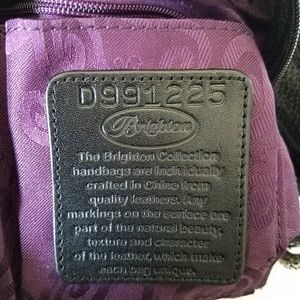 D991225
Brighton
The Brighton Collection
handbags are individually
crafted in China from
quality leathers. Any
markings on the surface are
part of the natural beauty,
texture and character
of the leather, which make
each bag unique.